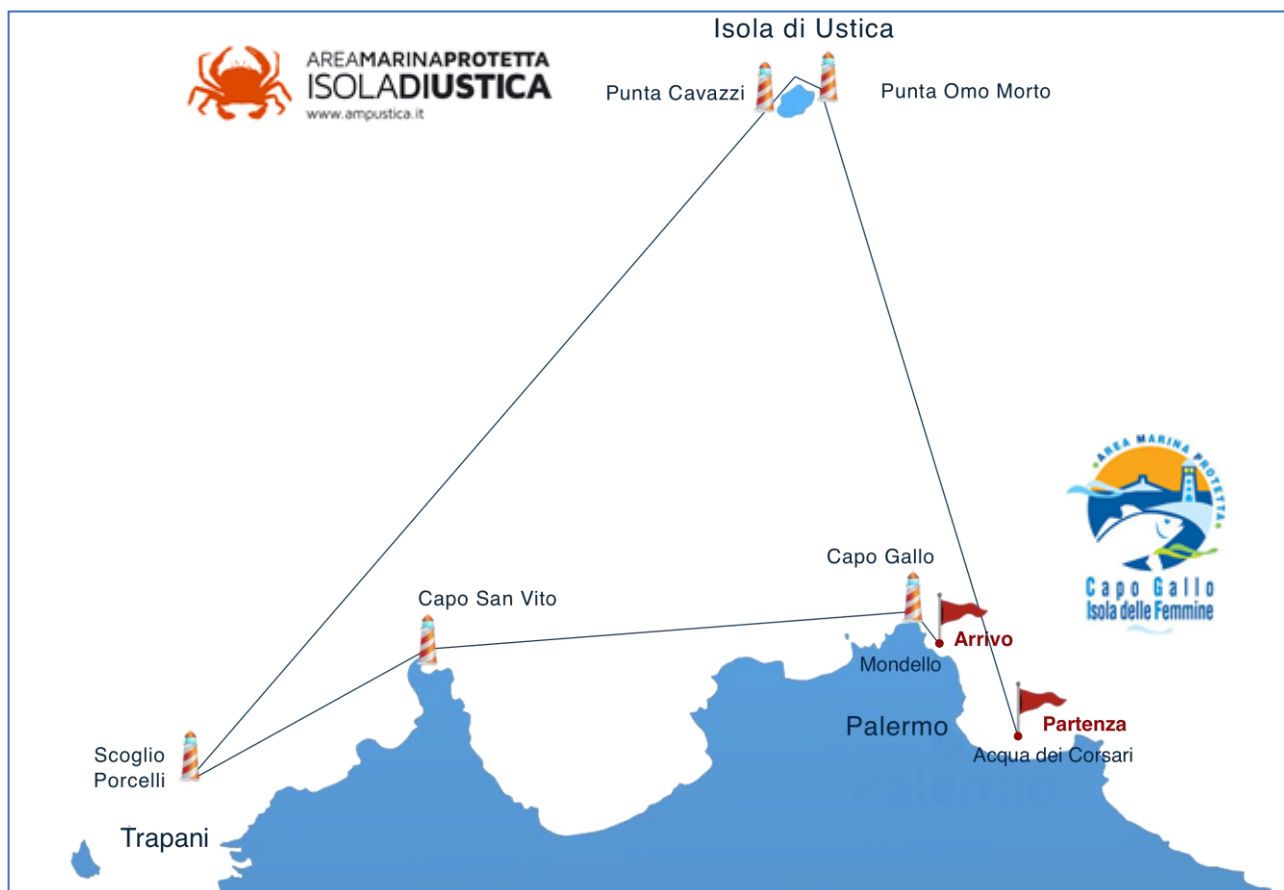 Isola di Ustica
AREAMARINAPROTETTA
ISOLADIUSTICA
www.ampustica.it
Punta Cavazzi
Punta Omo Morto
AREA MARINA PROTETTA
Capo Gallo
Isola delle Femmine
Capo Gallo
Capo San Vito
Arrivo
Mondello
Palermo
Partenza
Acqua dei Corsari
Palermo
Scoglio
Porcelli
Trapani